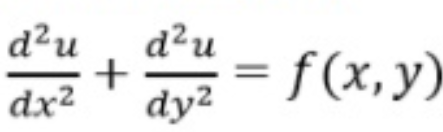 d²u/dx² + d²u/dy² = f(x, y)